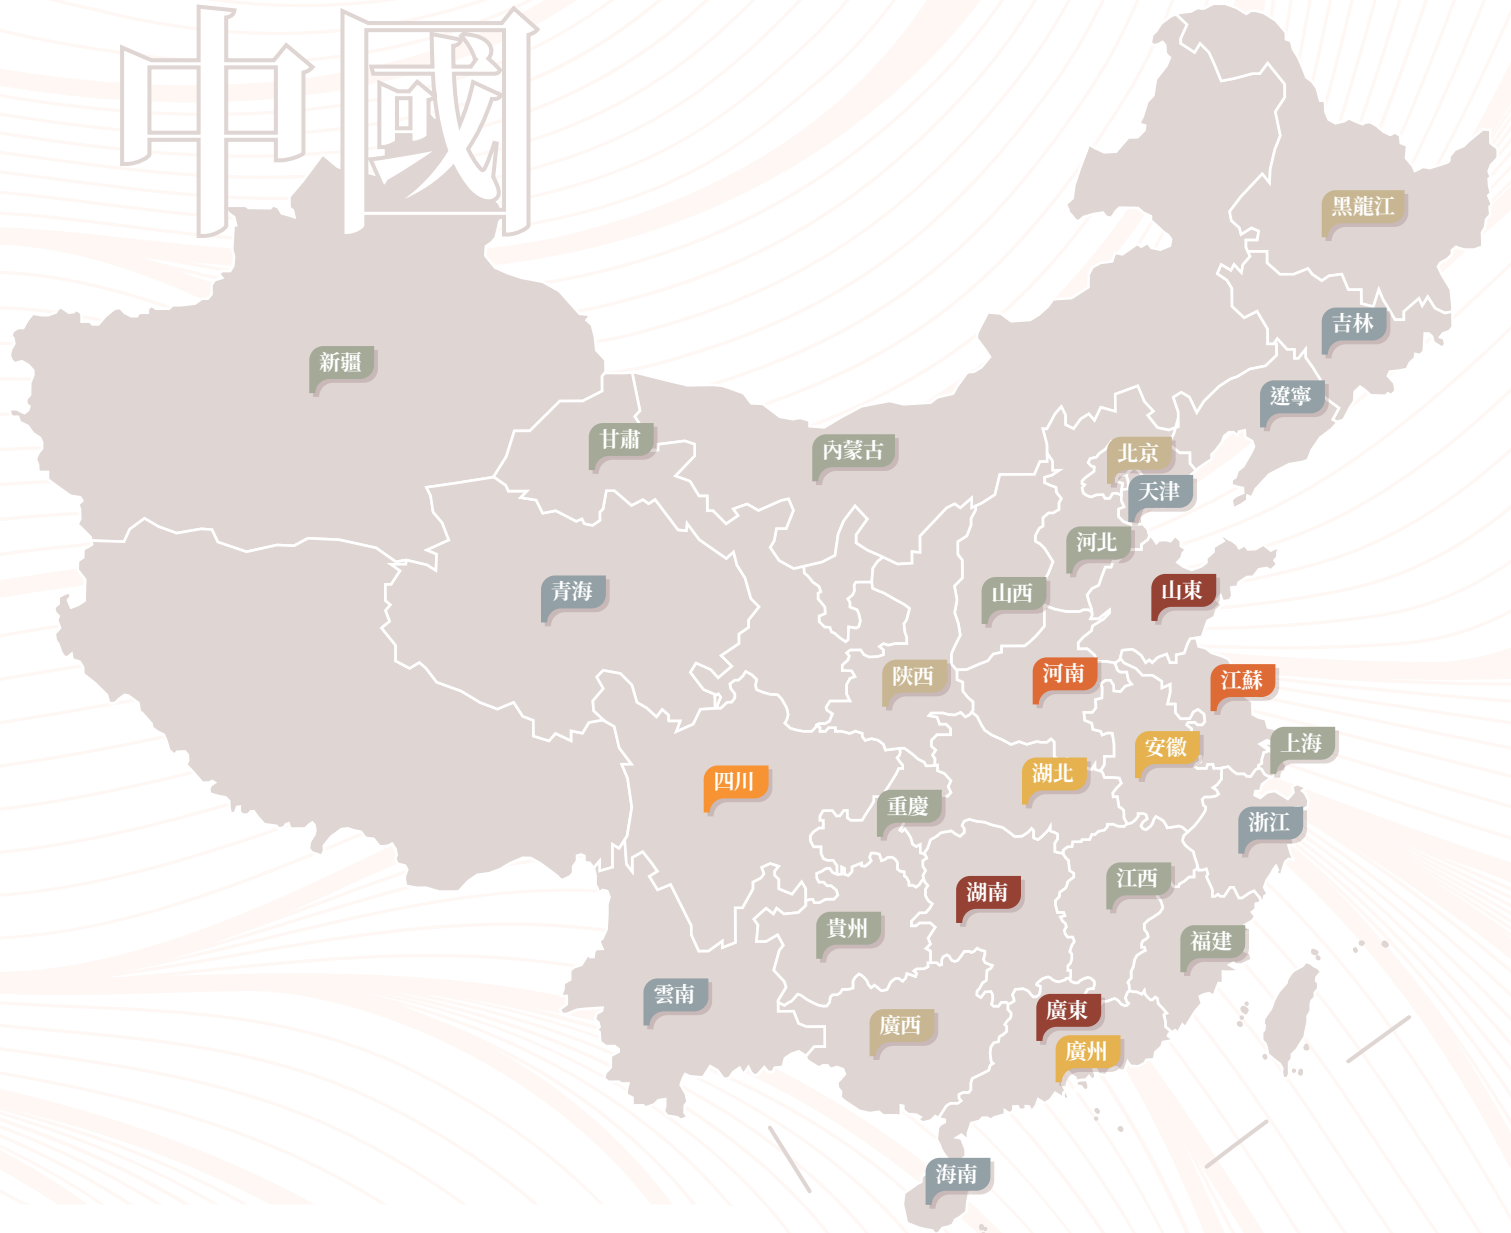 中國
黑龍江
吉林
新疆
遼寧
甘肅
內蒙古
北京
天津
河北
青海
山西
山東
陝西
河南
江蘇
上海
安徽
湖北
四川
重慶
浙江
江西
湖南
貴州
福建
雲南
廣東
廣西
廣州
海南